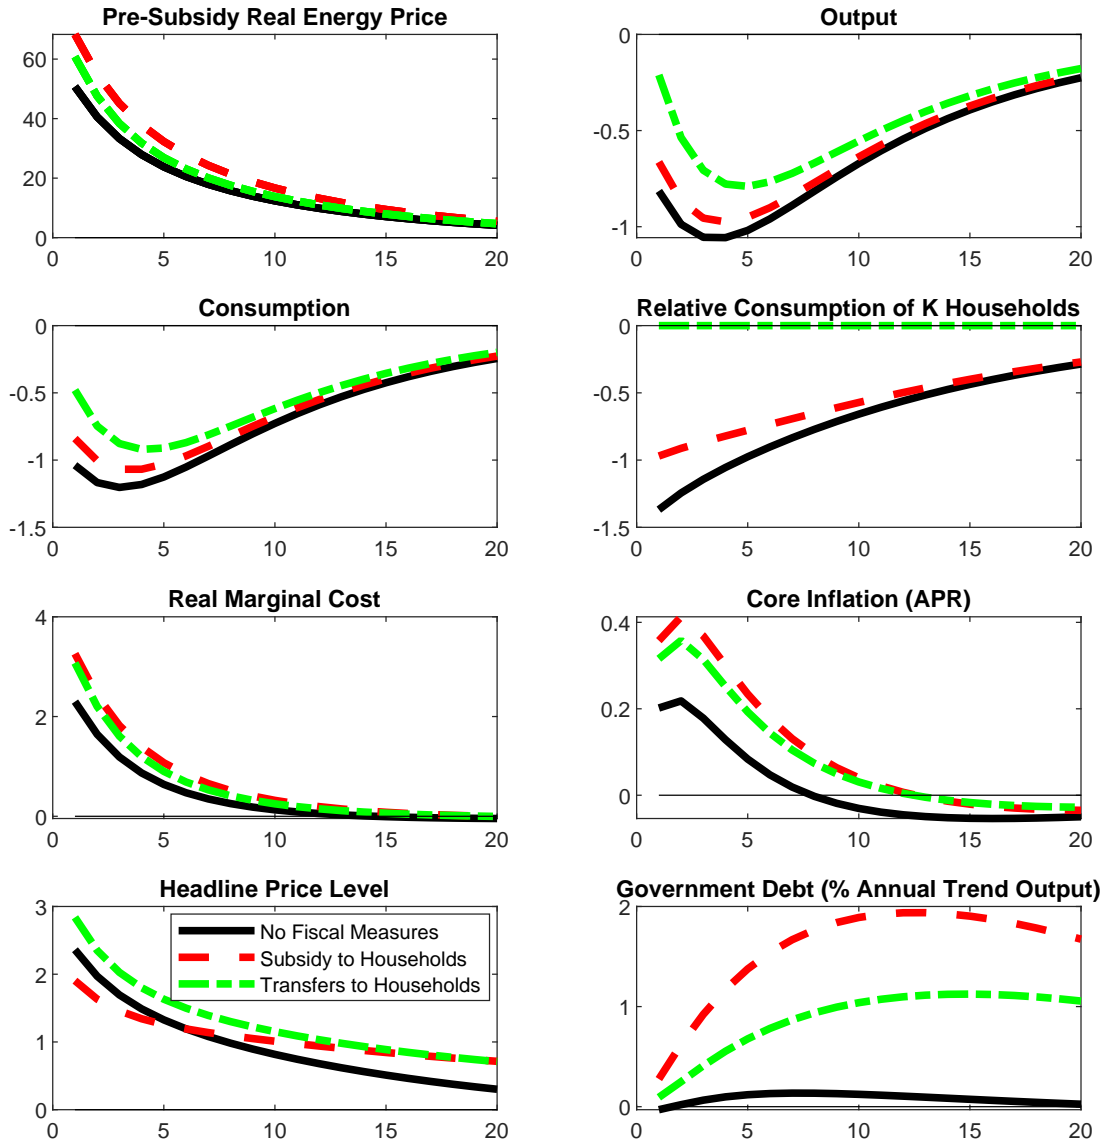 Pre-Subsidy Real Energy Price
60
40
20
0
0 5 10 15 20
Output
0
-0.5
-1
0 5 10 15 20
Consumption
0
-0.5
-1
-1.5
0 5 10 15 20
Relative Consumption of K Households
0
-0.5
-1
-1.5
0 5 10 15 20
Real Marginal Cost
4
2
0
0 5 10 15 20
Core Inflation (APR)
0.4
0.2
0
0 5 10 15 20
Headline Price Level
3
2
1
0
0 5 10 15 20
No Fiscal Measures
Subsidy to Households
Transfers to Households
Government Debt (% Annual Trend Output)
2
1
0
0 5 10 15 20